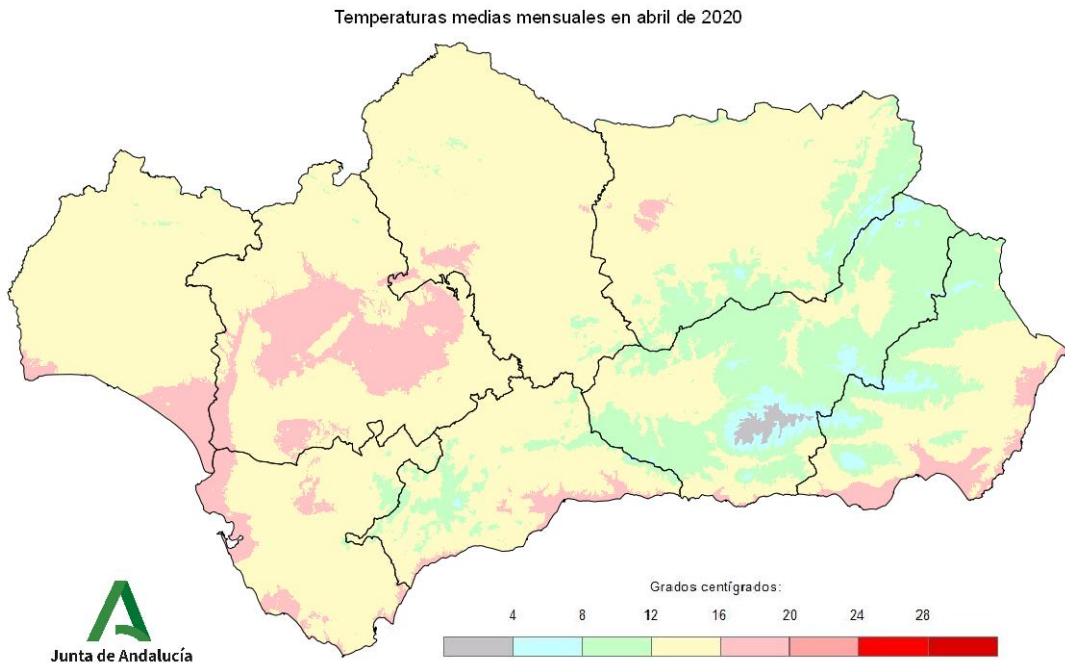 Temperaturas medias mensuales en abril de 2020
Grados centígrados:
4 8 12 16 20 24 28
Junta de Andalucía